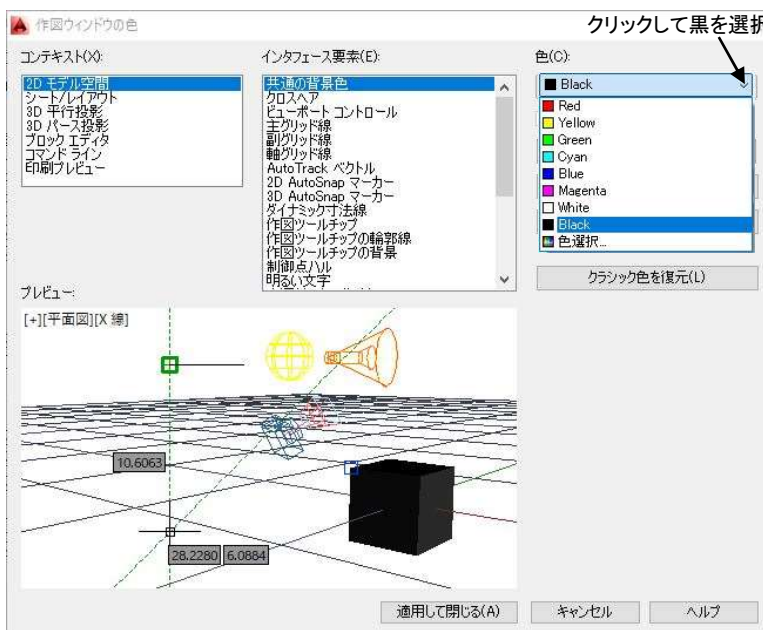 作図ウィンドウの色
クリックして黒を選択
コンテキスト(X):
2D モデル空間
シート/レイアウト
3D 平行投影
3D パース投影
ブロック エディタ
コマンド ライン
印刷プレビュー
インタフェース要素(E):
共通の背景色
クロスヘア
ビューポート コントロール
主グリッド線
副グリッド線
軸グリッド線
AutoTrack ベクトル
2D AutoSnap マーカー
3D AutoSnap マーカー
ダイナミック寸法線
作図ツールチップ
作図ツールチップの輪郭線
作図ツールチップの背景
制御点ハル
明るい文字
色(C):
Black
Red
Yellow
Green
Cyan
Blue
Magenta
White
Black
色選択...
クラシック色を復元(L)
プレビュー:
[+][平面図][X 線]
10.6063
28.2280 6.0884
適用して閉じる(A)
キャンセル
ヘルプ